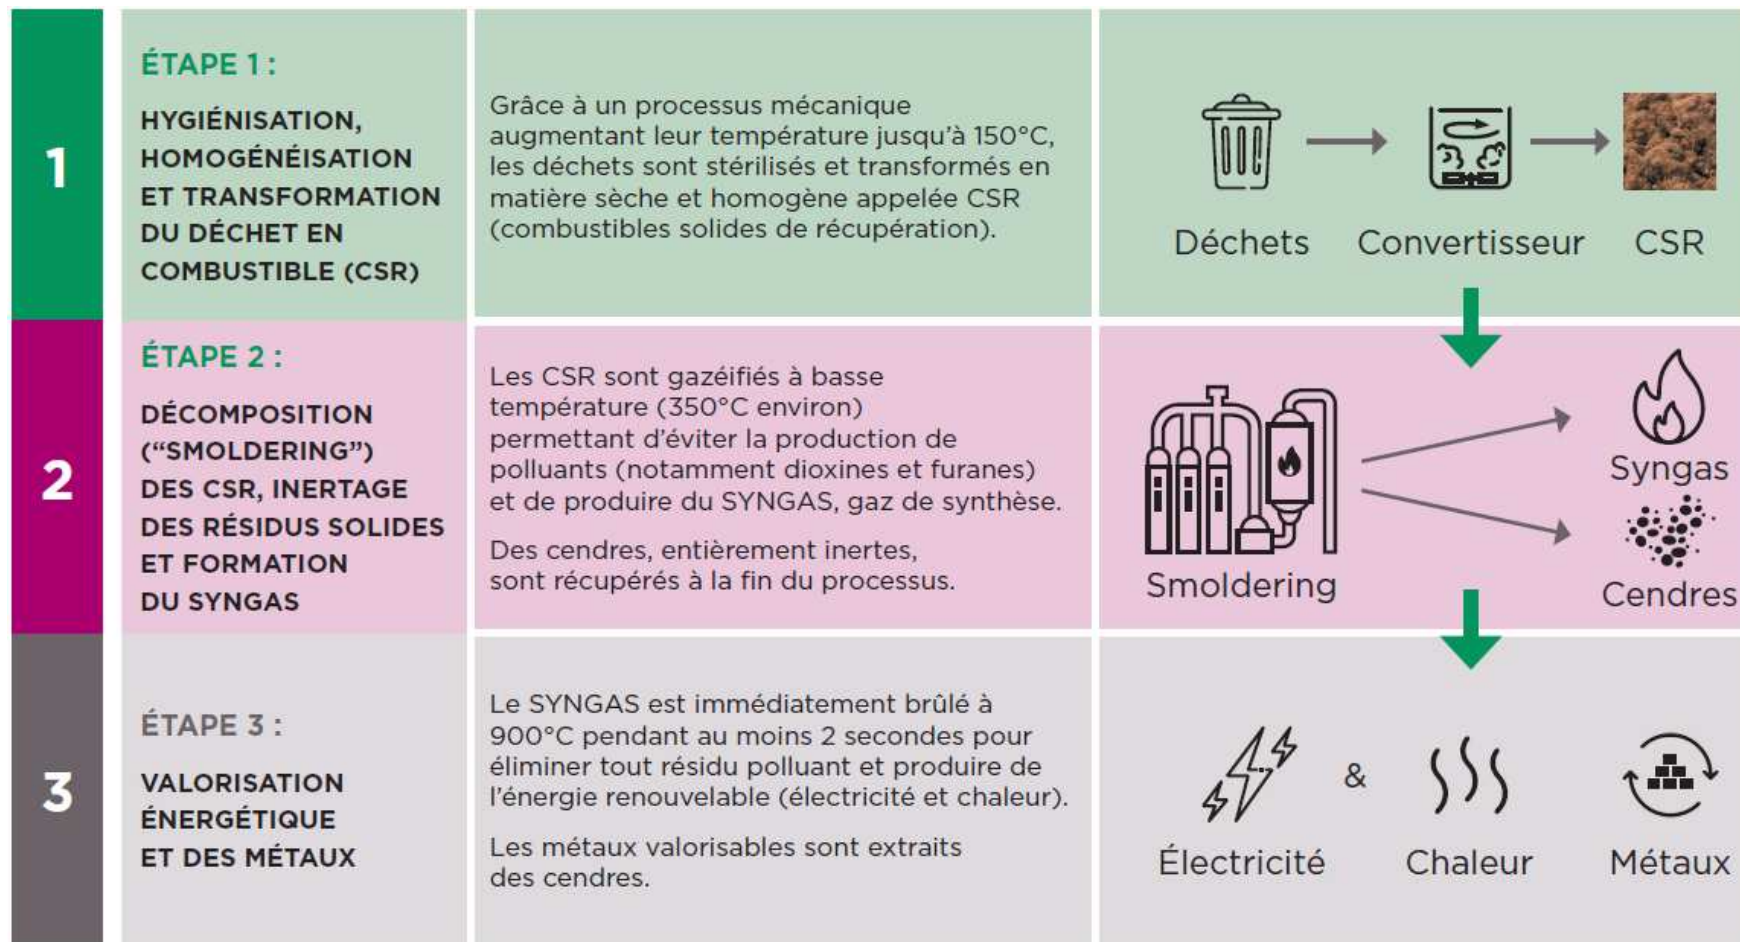 1
ÉTAPE 1 :
HYGIÉNISATION,
HOMOGÉNÉISATION
ET TRANSFORMATION
DU DÉCHET EN
COMBUSTIBLE (CSR)
Grâce à un processus mécanique
augmentant leur température jusqu'à 150°C,
les déchets sont stérilisés et transformés en
matière sèche et homogène appelée CSR
(combustibles solides de récupération).
Déchets Convertisseur CSR
2
ÉTAPE 2 :
DÉCOMPOSITION
(“SMOLDERING”)
DES CSR, INERTAGE
DES RÉSIDUS SOLIDES
ET FORMATION
DU SYNGAS
Les CSR sont gazéifiés à basse
température (350°C environ)
permettant d'éviter la production de
polluants (notamment dioxines et furanes)
et de produire du SYNGAS, gaz de synthèse.
Des cendres, entièrement inertes,
sont récupérés à la fin du processus.
Smoldering
Syngas
Cendres
3
ÉTAPE 3 :
VALORISATION
ÉNERGÉTIQUE
ET DES MÉTAUX
Le SYNGAS est immédiatement brûlé à
900°C pendant au moins 2 secondes pour
éliminer tout résidu polluant et produire de
l'énergie renouvelable (électricité et chaleur).
Les métaux valorisables sont extraits
des cendres.
&
Électricité Chaleur Métaux